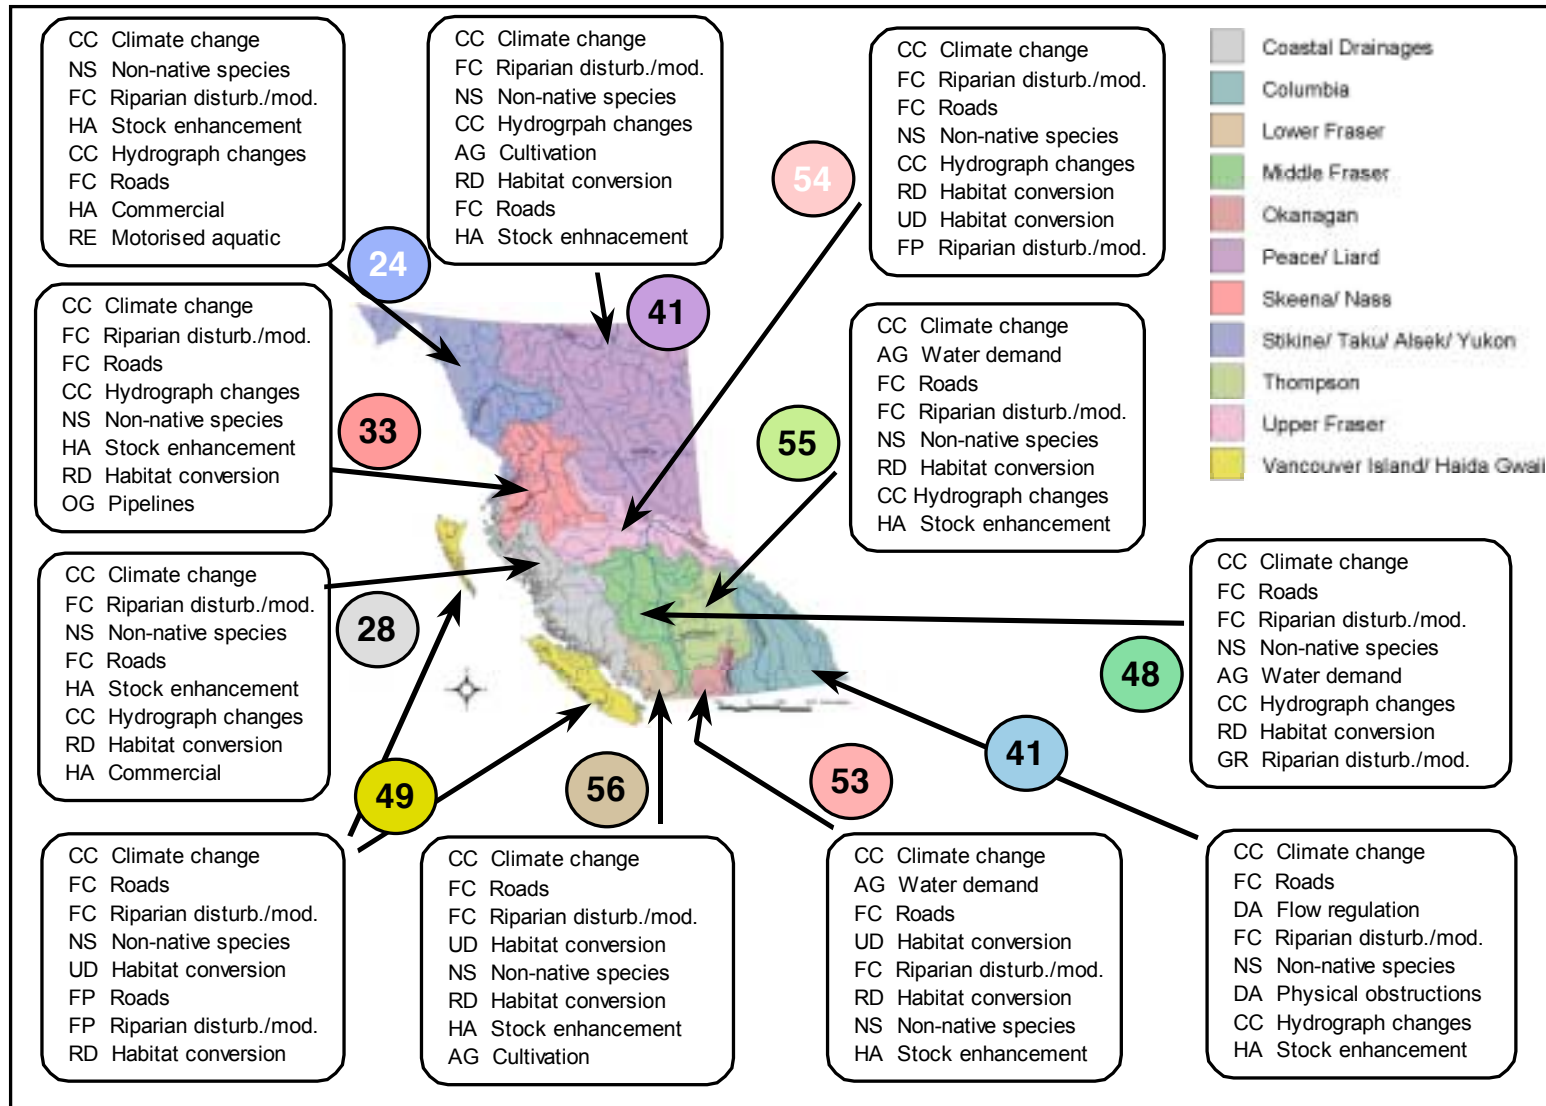 CC Climate change
NS Non-native species
FC Riparian disturb./mod.
HA Stock enhancement
CC Hydrograph changes
FC Roads
HA Commercial
RE Motorised aquatic
24
CC Climate change
FC Riparian disturb./mod.
NS Non-native species
CC Hydrogrpah changes
AG Cultivation
RD Habitat conversion
FC Roads
HA Stock enhnacement
41
CC Climate change
FC Riparian disturb./mod.
FC Roads
NS Non-native species
CC Hydrograph changes
RD Habitat conversion
UD Habitat conversion
FP Riparian disturb./mod.
54
Coastal Drainages
Columbia
Lower Fraser
Middle Fraser
Okanagan
Peace/ Liard
Skeena/ Nass
Stikine/ Taku/ Alsek/ Yukon
Thompson
Upper Fraser
Vancouver Island/ Haida Gwaii
CC Climate change
FC Riparian disturb./mod.
FC Roads
CC Hydrograph changes
NS Non-native species
HA Stock enhancement
RD Habitat conversion
OG Pipelines
33
CC Climate change
AG Water demand
FC Roads
FC Riparian disturb./mod.
NS Non-native species
RD Habitat conversion
CC Hydrograph changes
HA Stock enhancement
55
CC Climate change
FC Riparian disturb./mod.
NS Non-native species
FC Roads
HA Stock enhancement
CC Hydrograph changes
RD Habitat conversion
HA Commercial
28
CC Climate change
FC Roads
FC Riparian disturb./mod.
NS Non-native species
AG Water demand
CC Hydrograph changes
RD Habitat conversion
GR Riparian disturb./mod.
48
49
56
53
41
CC Climate change
FC Roads
FC Riparian disturb./mod.
NS Non-native species
UD Habitat conversion
FP Roads
FP Riparian disturb./mod.
RD Habitat conversion
CC Climate change
FC Roads
FC Riparian disturb./mod.
UD Habitat conversion
NS Non-native species
RD Habitat conversion
HA Stock enhancement
AG Cultivation
CC Climate change
AG Water demand
FC Roads
UD Habitat conversion
FC Riparian disturb./mod.
RD Habitat conversion
NS Non-native species
HA Stock enhancement
CC Climate change
FC Roads
DA Flow regulation
FC Riparian disturb./mod.
NS Non-native species
DA Physical obstructions
CC Hydrograph changes
HA Stock enhancement